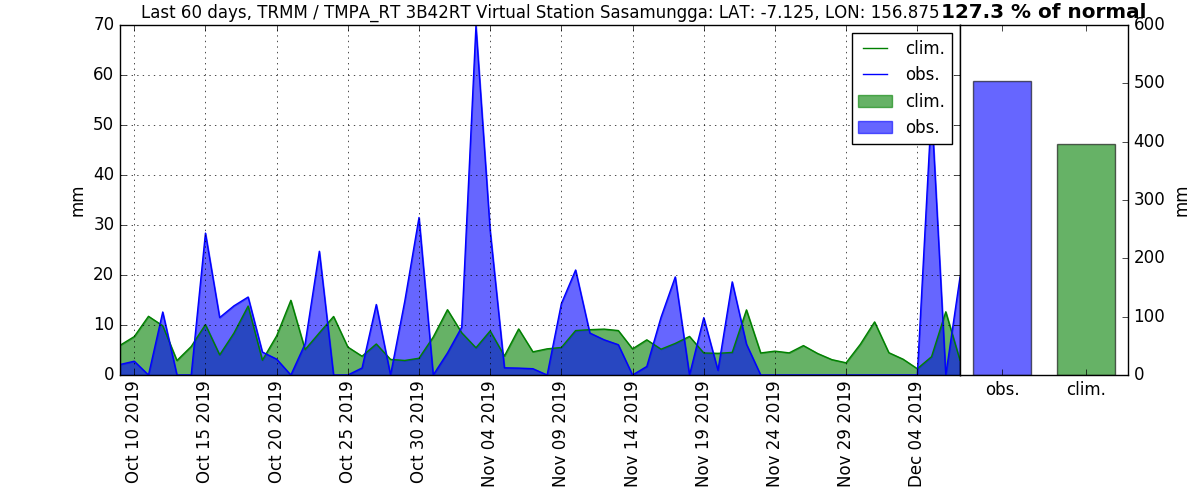 Last 60 days, TRMM / TMPA_RT 3B42RT Virtual Station Sasamungga: LAT: -7.125, LON: 156.875
127.3 % of normal
70
60
50
40
30
20
10
0
mm
clim.
obs.
clim.
obs.
Oct 10 2019
Oct 15 2019
Oct 20 2019
Oct 25 2019
Oct 30 2019
Nov 04 2019
Nov 09 2019
Nov 14 2019
Nov 19 2019
Nov 24 2019
Nov 29 2019
Dec 04 2019
600
500
400
300
200
100
0
mm
obs.
clim.